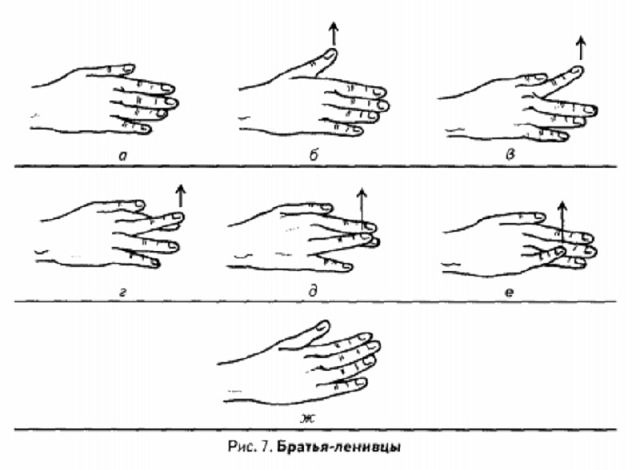 а б в
г д е
ж
Рис. 7. Братья-ленивцы